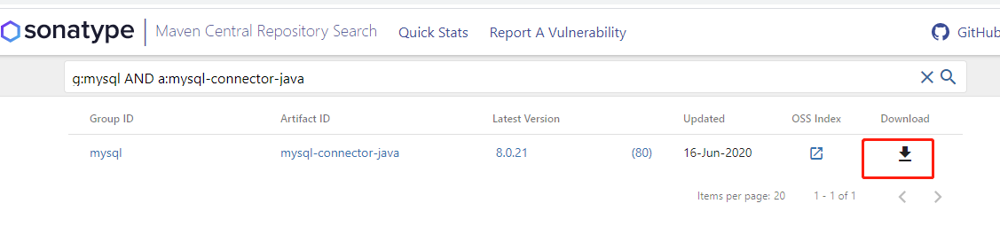 sonatype Maven Central Repository Search Quick Stats Report A Vulnerability GitHub
g:mysql AND a:mysql-connector-java
Group ID Artifact ID Latest Version Updated OSS Index Download
mysql mysql-connector-java 8.0.21 (80) 16-Jun-2020
Items per page: 20 1 - 1 of 1